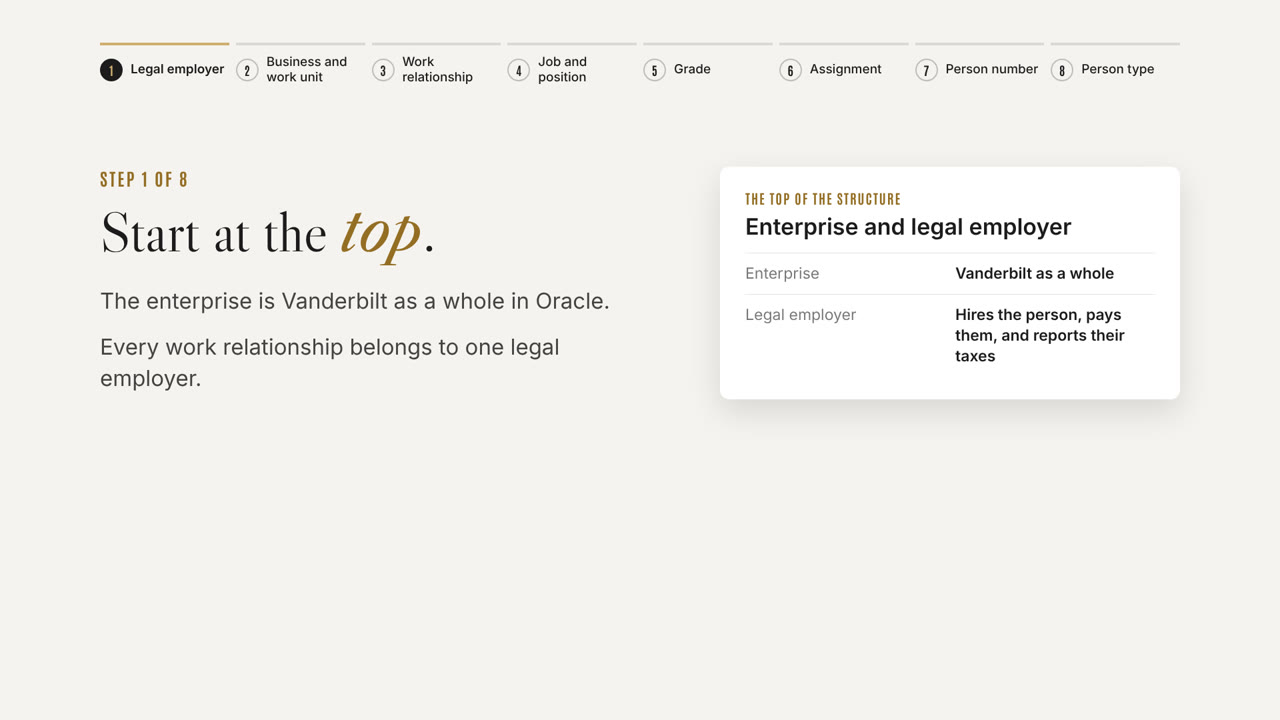 1 Legal employer
2 Business and
work unit
3 Work
relationship
4 Job and
position
5 Grade
6 Assignment
7 Person number
8 Person type
STEP 1 OF 8
Start at the top.
The enterprise is Vanderbilt as a whole in Oracle.
Every work relationship belongs to one legal
employer.
THE TOP OF THE STRUCTURE
Enterprise and legal employer
Enterprise Vanderbilt as a whole
Legal employer Hires the person, pays
them, and reports their
taxes